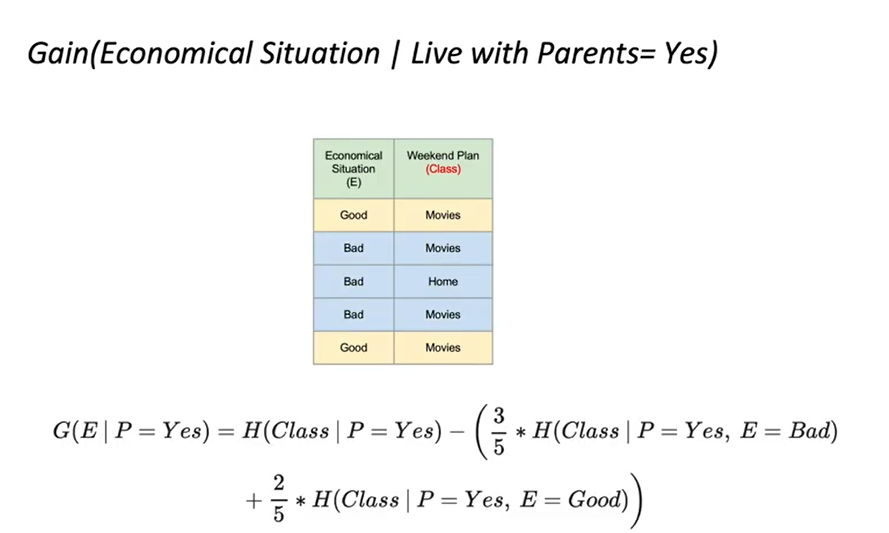 Gain(Economical Situation | Live with Parents= Yes)
Economical
Situation
(E)
Weekend Plan
(Class)
Good Movies
Bad Movies
Bad Home
Bad Movies
Good Movies
G(E | P = Yes) = H(Class | P = Yes) − (3/5 * H(Class | P = Yes, E = Bad)
+ 2/5 * H(Class | P = Yes, E = Good))